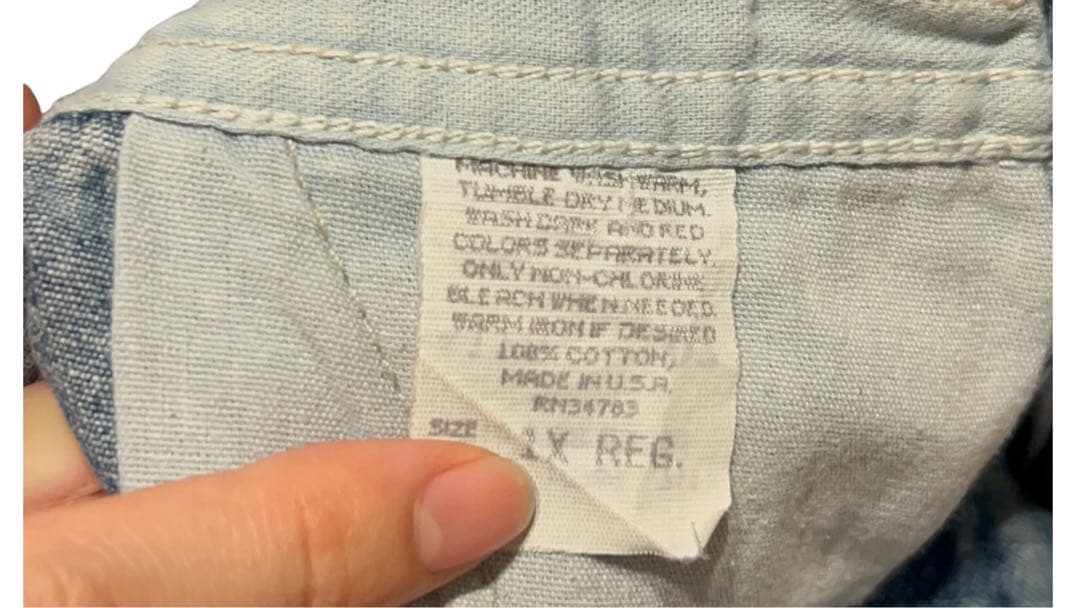 MACHINE WASH WARM,
TUMBLE DRY MEDIUM.
WASH DARK AND RED
COLORS SEPARATELY.
ONLY NON-CHLORINE
BLEACH WHEN NEEDED.
WARM IRON IF DESIRED
100% COTTON,
MADE IN U.S.A.
RN34783
SIZE
1X REG.